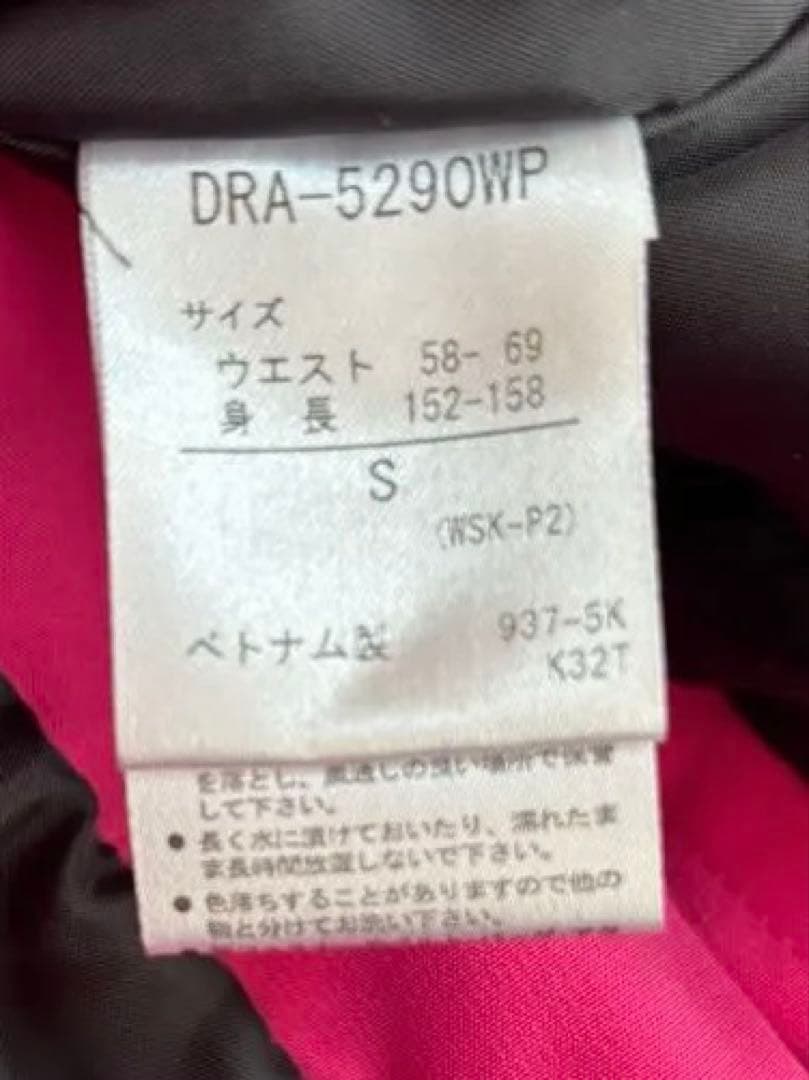 DRA-5290WP
サイズ
ウエスト 58- 69
身 長 152-158
S
(WSK-P2)
ベトナム製 937-5K
K32T
を落とし、風通しの良い場所で保管
して下さい。
● 長く水に漬けておいたり、濡れたま
ま長時間放置しないで下さい。
● 色落ちすることがありますので他の
物と分けてお洗い下さい。